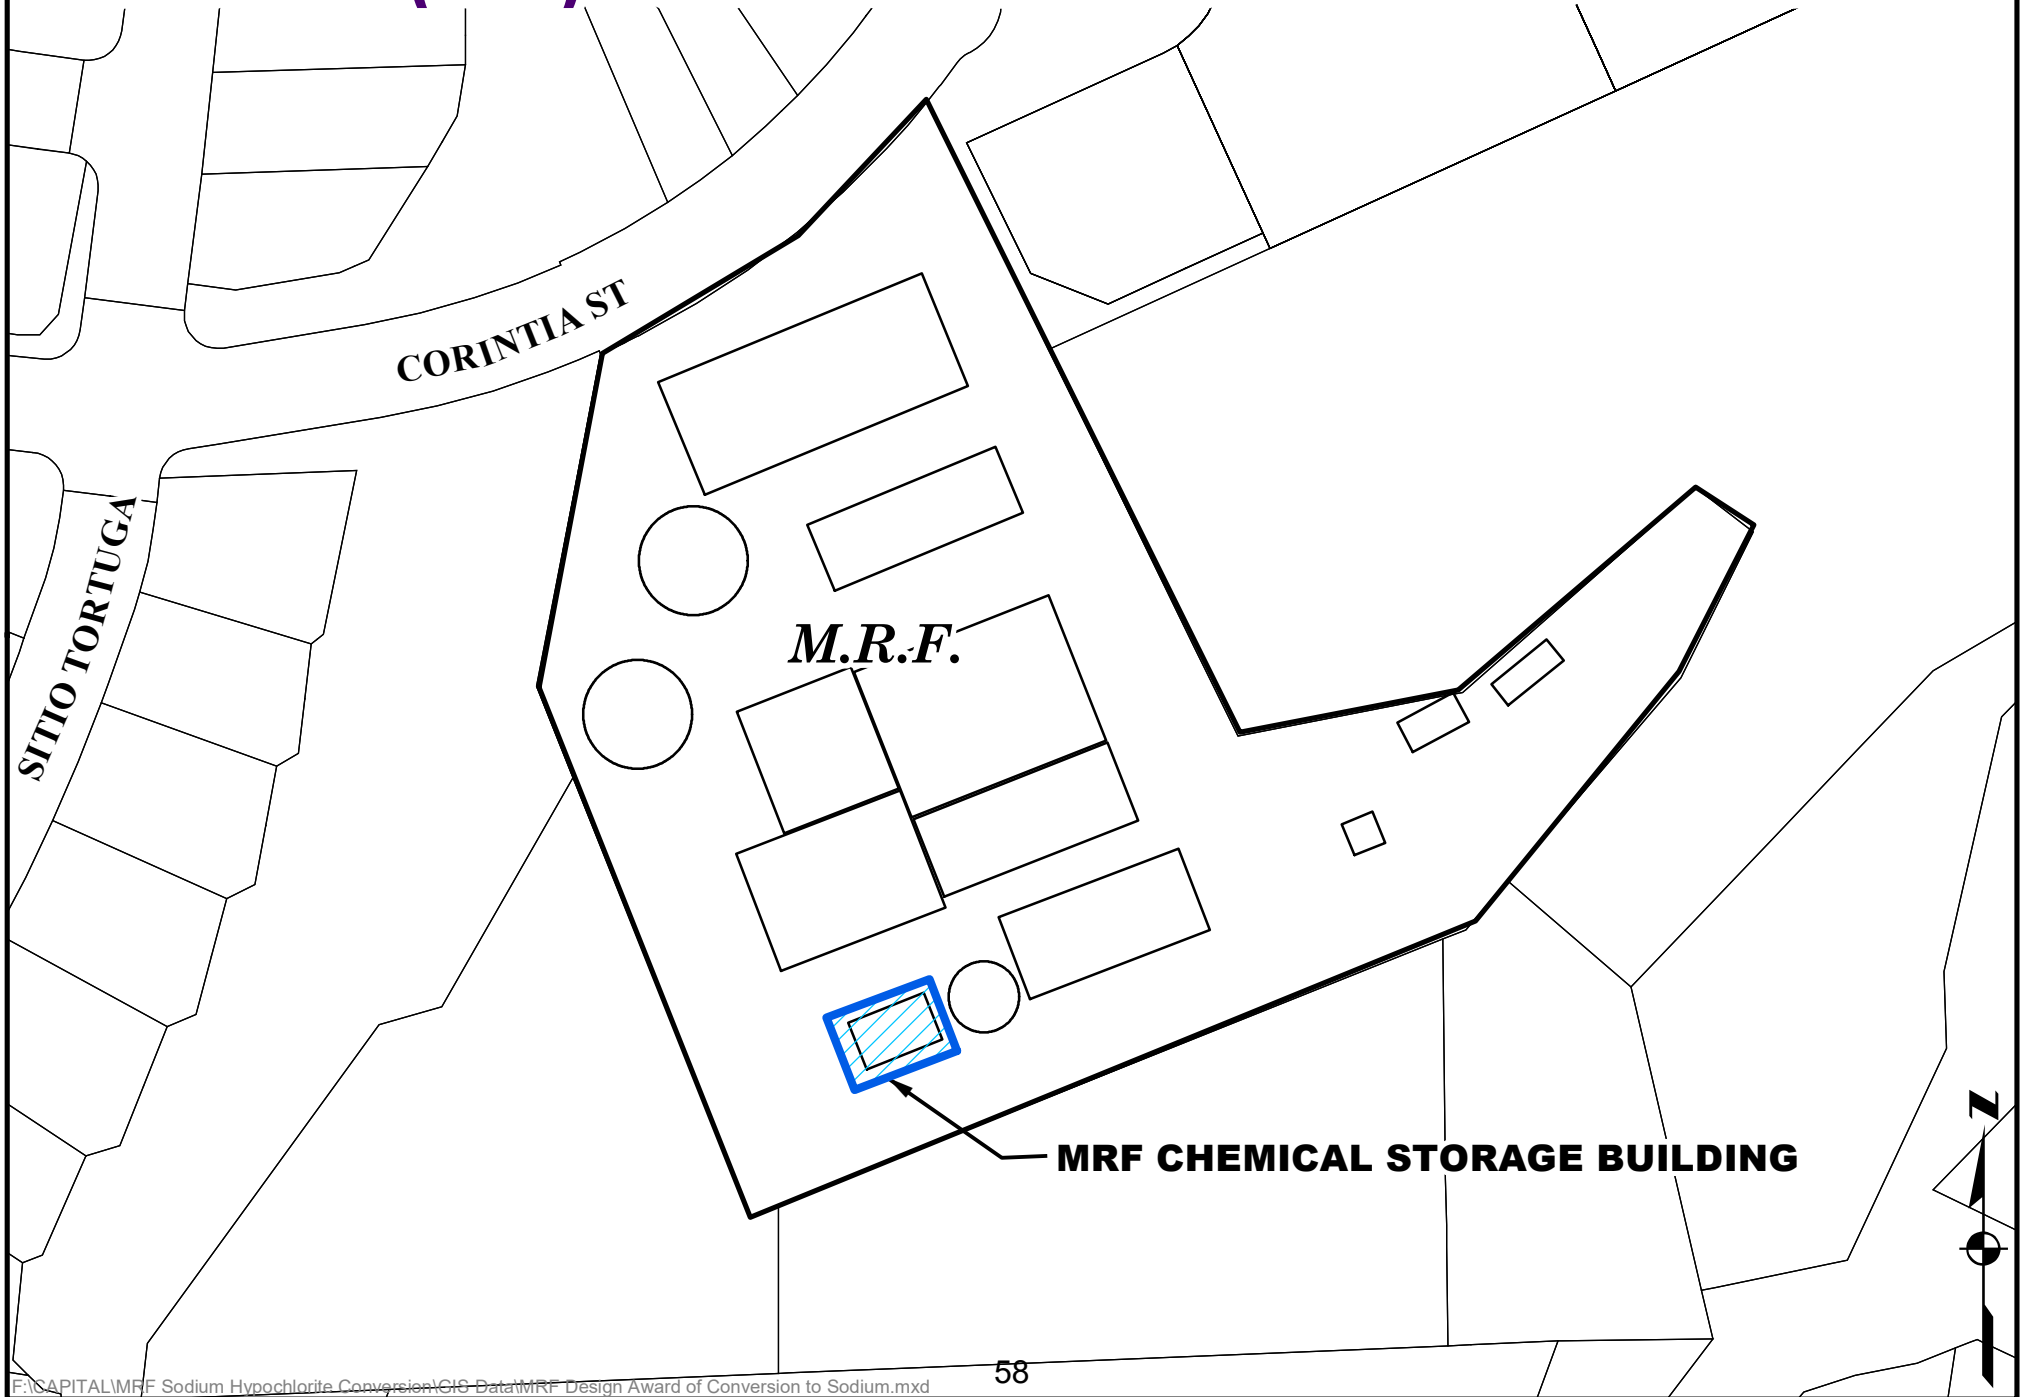 CORINTIA ST
SITIO TORTUGA
M.R.F.
MRF CHEMICAL STORAGE BUILDING
N
58
F:\CAPITAL\MRF Sodium Hypochlorite Conversion\GIS Data\MRF Design Award of Conversion to Sodium.mxd